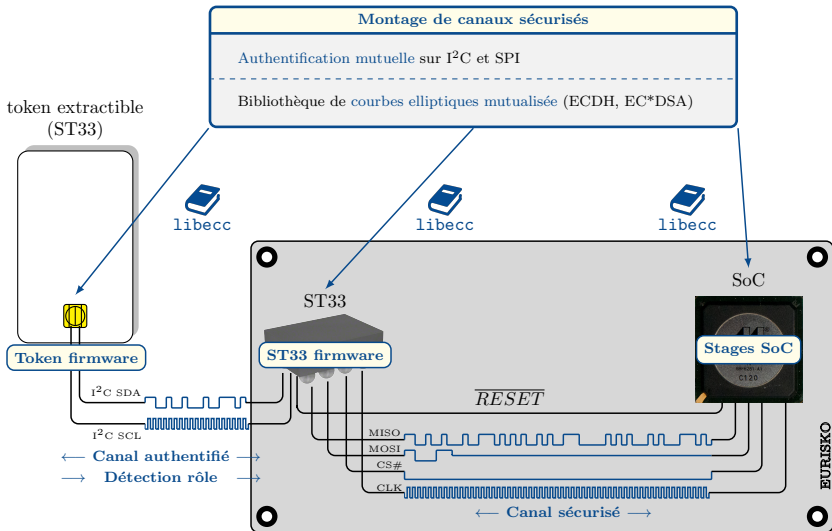 Montage de canaux sécurisés
Authentification mutuelle sur I²C et SPI
Bibliothèque de courbes elliptiques mutualisée (ECDH, EC*DSA)
token extractible
(ST33)
libecc
libecc
libecc
ST33
SoC
Token firmware
ST33 firmware
Stages SoC
C120
I²C SDA
I²C SCL
RESET
MISO
MOSI
CS#
CLK
← Canal authentifié →
→ Détection rôle →
← Canal sécurisé →
EURISKO